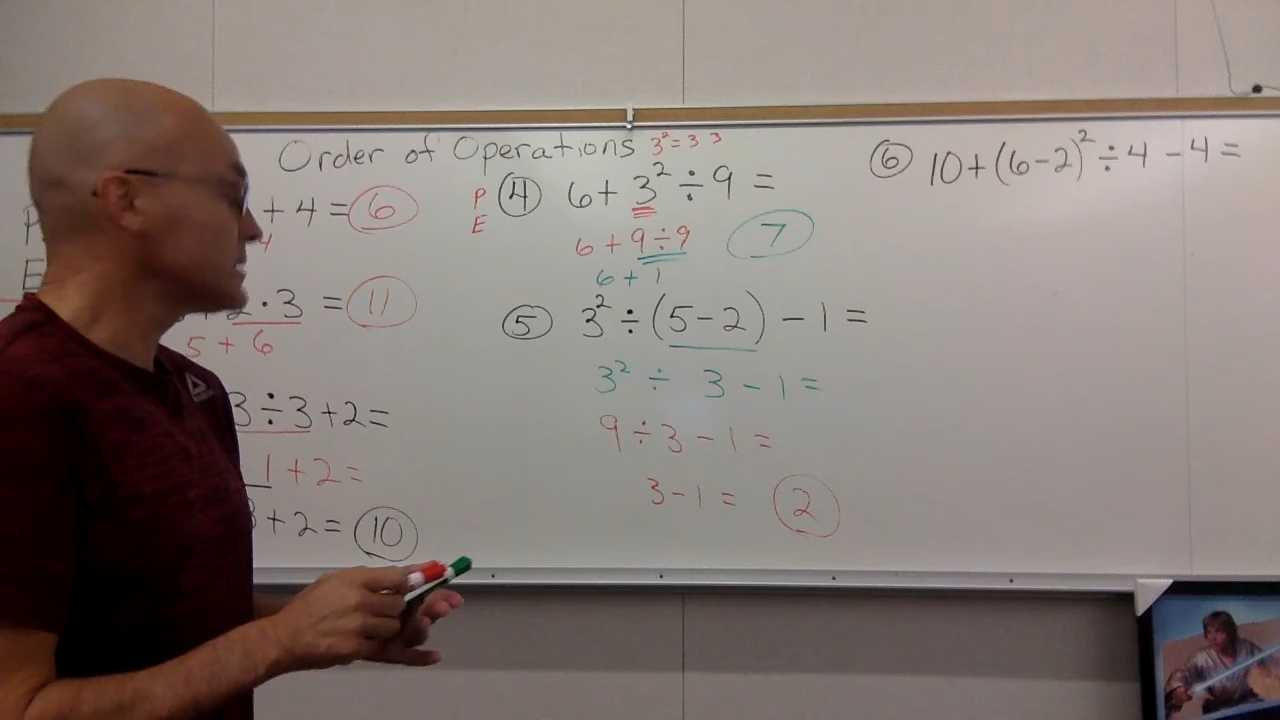 Order of Operations 3² = 3 3
P
E
+ 4 = 6
4
2 · 3 = 11
5 + 6
3 ÷ 3 + 2 =
1 + 2 =
+ 2 = 10
P
E
4 6 + 3² ÷ 9 =
6 + 9 ÷ 9 7
6 + 1
5 3² ÷ (5 - 2) - 1 =
3² ÷ 3 - 1 =
9 ÷ 3 - 1 =
3 - 1 = 2
6 10 + (6 - 2)² ÷ 4 - 4 =